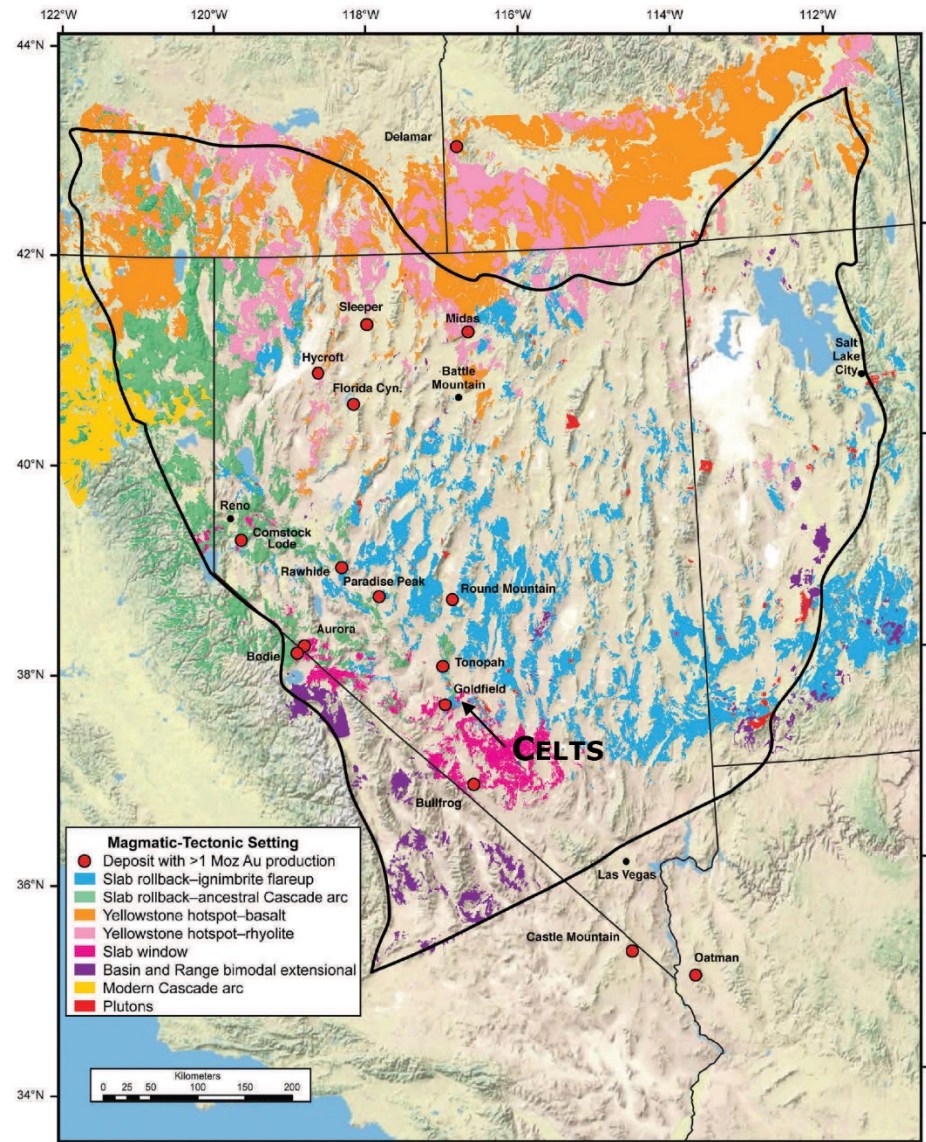 122°W
120°W
118°W
116°W
114°W
112°W
44°N
Delamar
42°N
Sleeper
Midas
Hycroft
Battle
Mountain
Florida Cyn.
Salt
Lake
City
40°N
Reno
Comstock
Lode
Rawhide
Paradise Peak
Round Mountain
Aurora
Bodie
38°N
Tonopah
Goldfield
CELTS
Bullfrog
36°N
Las Vegas
Castle Mountain
Oatman
Magmatic-Tectonic Setting
Deposit with >1 Moz Au production
Slab rollback–ignimbrite flareup
Slab rollback–ancestral Cascade arc
Yellowstone hotspot–basalt
Yellowstone hotspot–rhyolite
Slab window
Basin and Range bimodal extensional
Modern Cascade arc
Plutons
Kilometers
0 25 50 100 150 200
34°N